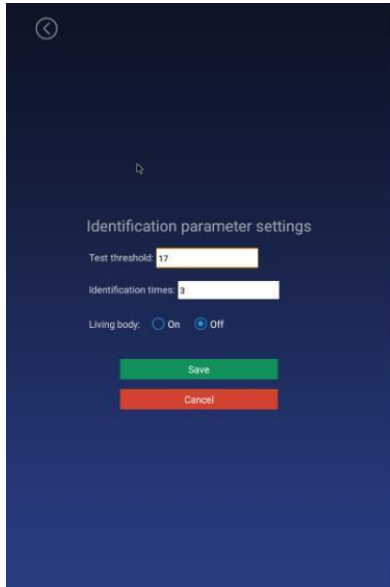 Identification parameter settings
Test threshold: 17
Identification times: 3
Living body: On Off
Save
Cancel